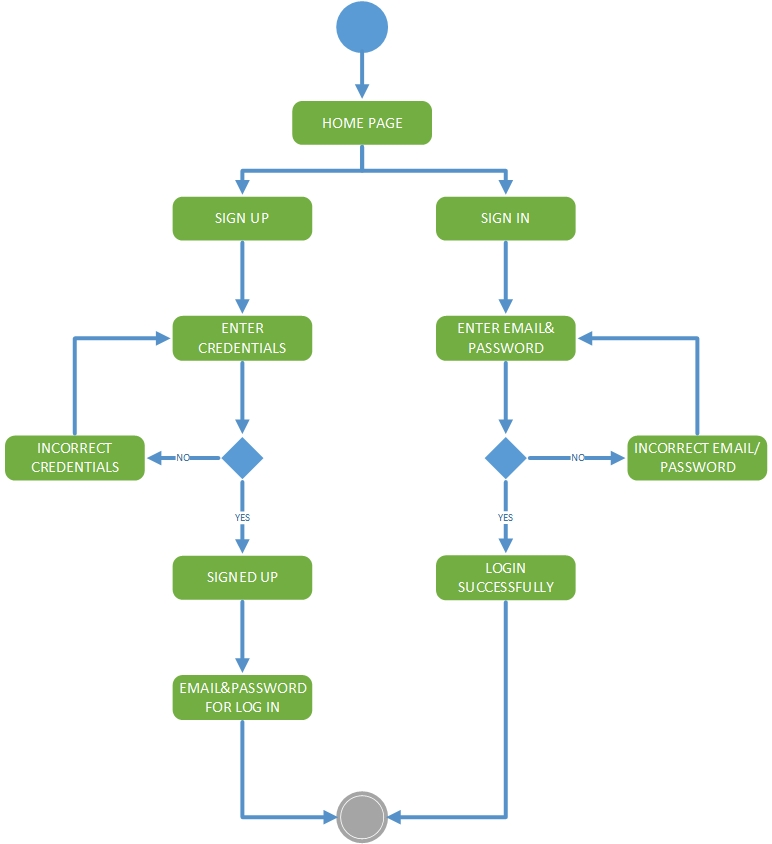 HOME PAGE
SIGN UP
SIGN IN
ENTER
CREDENTIALS
ENTER EMAIL&
PASSWORD
INCORRECT
CREDENTIALS
NO
NO
INCORRECT EMAIL/
PASSWORD
YES
YES
SIGNED UP
LOGIN
SUCCESSFULLY
EMAIL&PASSWORD
FOR LOG IN